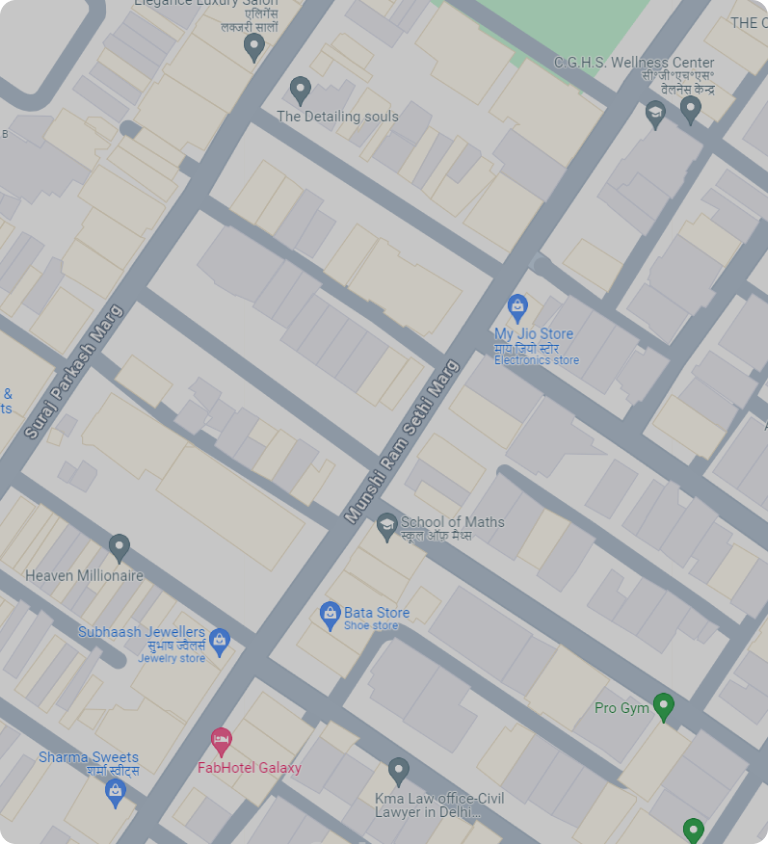 Elegance Luxury Salon
एलिगेंस
लक्जरी सालों
THE C
C G H.S. Wellness Center
सी°जी°एच°एस°
वेलनेस केन्द्र
The Detailing souls
B
Suraj Parkash Marg
My Jio Store
माय जियो स्टोर
Electronics store
&
ts
Munshi Ram Sethi Marg
School of Maths
स्कूल ऑफ़ मैथ्स
Heaven Millionaire
Bata Store
Shoe store
Subhaash Jewellers
सुभाष ज्वैलर्स
Jewelry store
Pro Gym
Sharma Sweets
शर्मा स्वीट्स
FabHotel Galaxy
Kma Law office-Civil
Lawyer in Delhi...